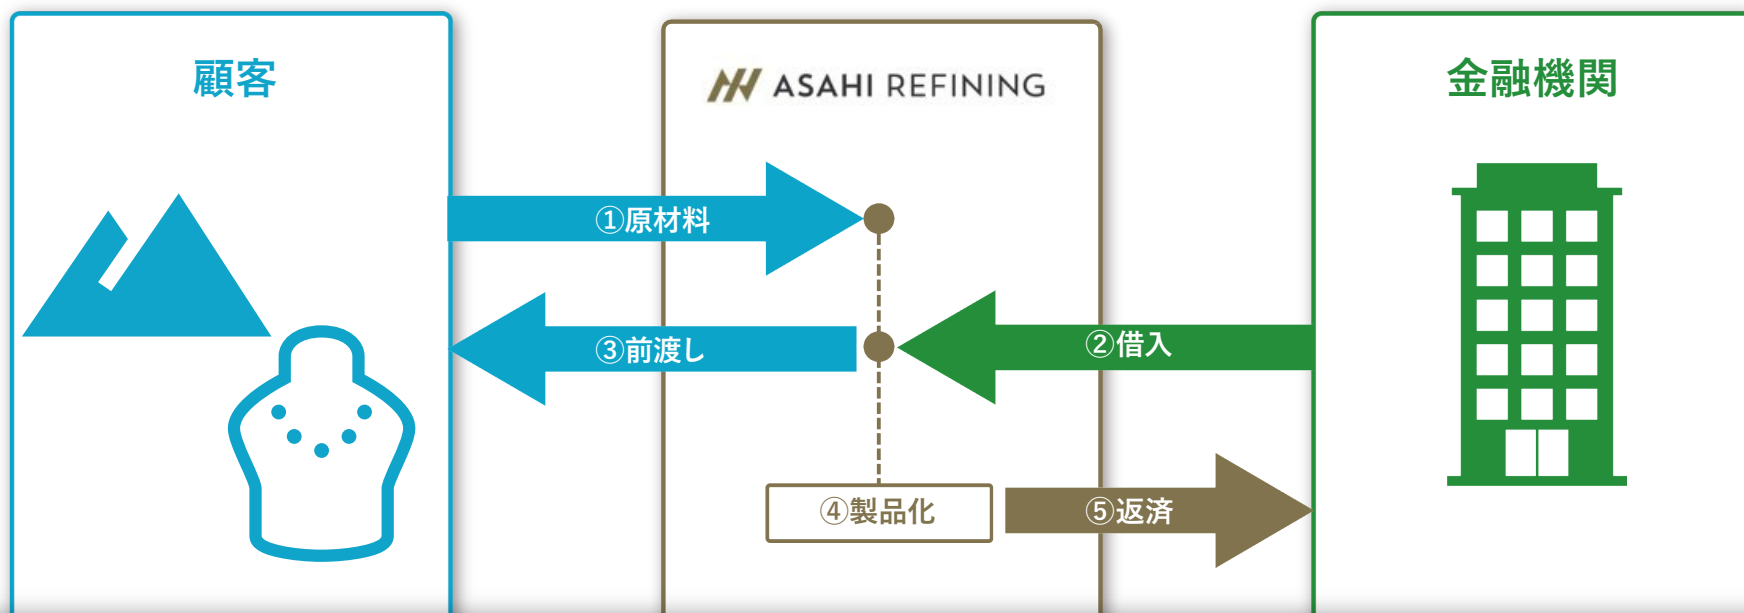 顧客
ASAHI REFINING
金融機関
①原材料
②借入
③前渡し
④製品化
⑤返済